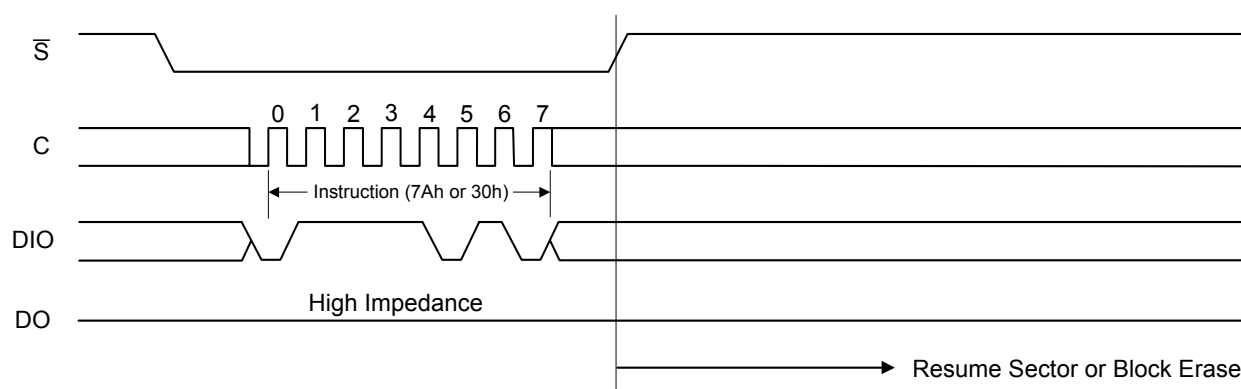 S̅
0 1 2 3 4 5 6 7
C
Instruction (7Ah or 30h)
DIO
High Impedance
DO
Resume Sector or Block Erase